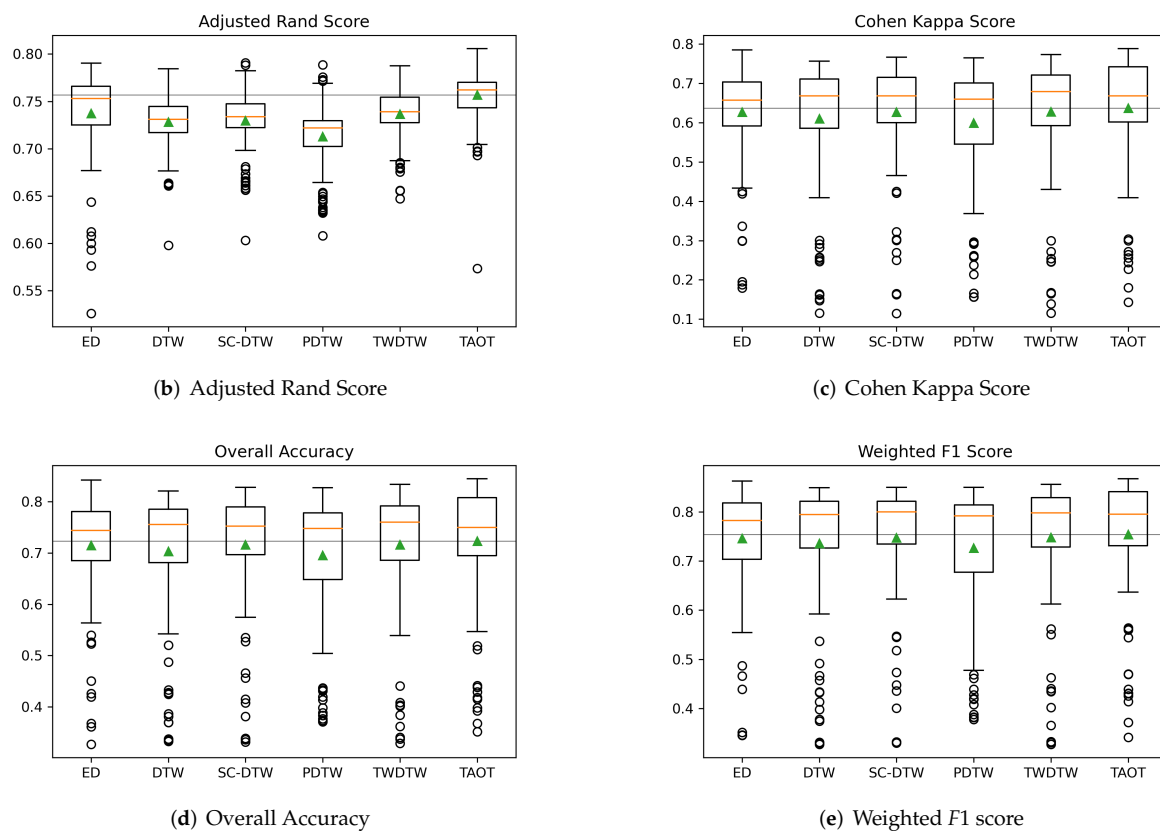 Adjusted Rand Score
0.80
0.75
0.70
0.65
0.60
0.55
ED DTW SC-DTW PDTW TWDTW TAOT
(b) Adjusted Rand Score
Cohen Kappa Score
0.8
0.7
0.6
0.5
0.4
0.3
0.2
0.1
ED DTW SC-DTW PDTW TWDTW TAOT
(c) Cohen Kappa Score
Overall Accuracy
0.8
0.7
0.6
0.5
0.4
ED DTW SC-DTW PDTW TWDTW TAOT
(d) Overall Accuracy
Weighted F1 Score
0.8
0.7
0.6
0.5
0.4
ED DTW SC-DTW PDTW TWDTW TAOT
(e) Weighted F1 score